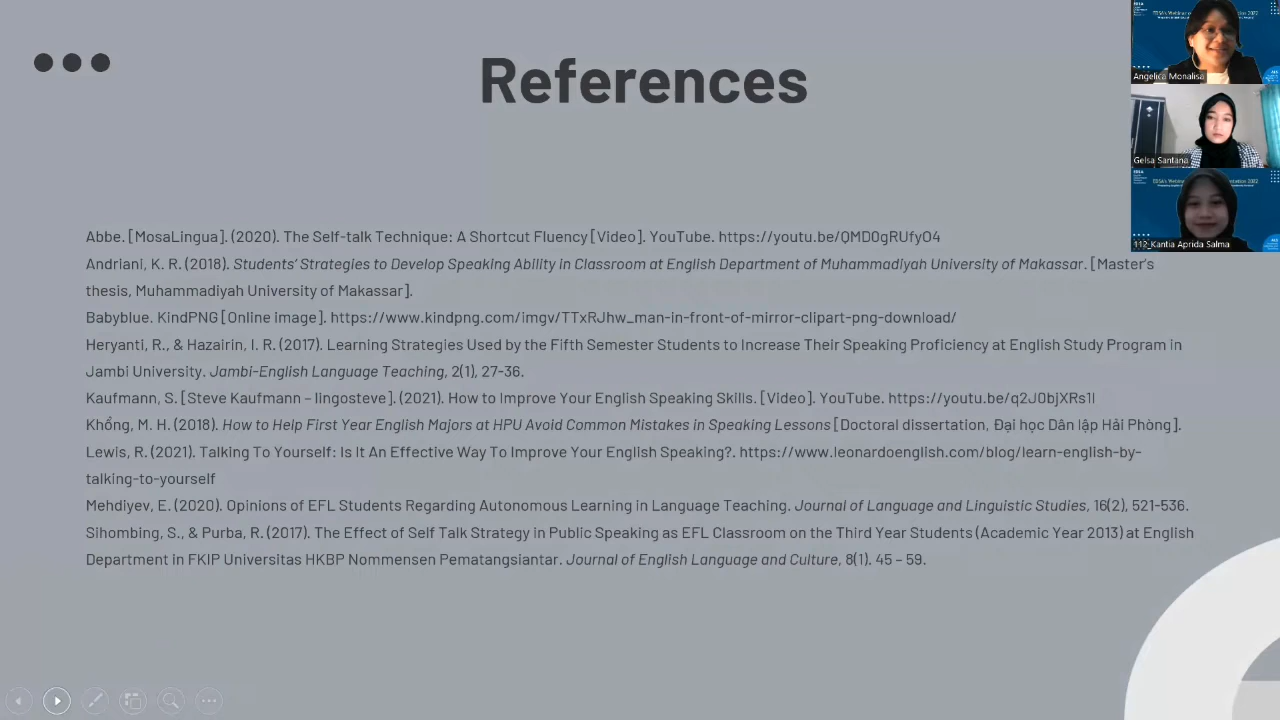 References
Abbe. [MosaLingua]. (2020). The Self-talk Technique: A Shortcut Fluency [Video]. YouTube. https://youtu.be/QMD0gRUfyO4
Andriani, K. R. (2018). Students' Strategies to Develop Speaking Ability in Classroom at English Department of Muhammadiyah University of Makassar. [Master's
thesis, Muhammadiyah University of Makassar].
Babyblue. KindPNG [Online image]. https://www.kindpng.com/imgv/TTxRJhw_man-in-front-of-mirror-clipart-png-download/
Heryanti, R., & Hazairin, I. R. (2017). Learning Strategies Used by the Fifth Semester Students to Increase Their Speaking Proficiency at English Study Program in
Jambi University. Jambi-English Language Teaching, 2(1), 27-36.
Kaufmann, S. [Steve Kaufmann – lingosteve]. (2021). How to Improve Your English Speaking Skills. [Video]. YouTube. https://youtu.be/q2J0bjXRs1I
Khổng, M. H. (2018). How to Help First Year English Majors at HPU Avoid Common Mistakes in Speaking Lessons [Doctoral dissertation, Đại học Dân lập Hải Phòng].
Lewis, R. (2021). Talking To Yourself: Is It An Effective Way To Improve Your English Speaking?. https://www.leonardoenglish.com/blog/learn-english-by-
talking-to-yourself
Mehdiyev, E. (2020). Opinions of EFL Students Regarding Autonomous Learning in Language Teaching. Journal of Language and Linguistic Studies, 16(2), 521-536.
Sihombing, S., & Purba, R. (2017). The Effect of Self Talk Strategy in Public Speaking as EFL Classroom on the Third Year Students (Academic Year 2013) at English
Department in FKIP Universitas HKBP Nommensen Pematangsiantar. Journal of English Language and Culture, 8(1). 45 – 59.
Angelica Monalisa
Gelsa Santana
112_Kantia Aprida Salma